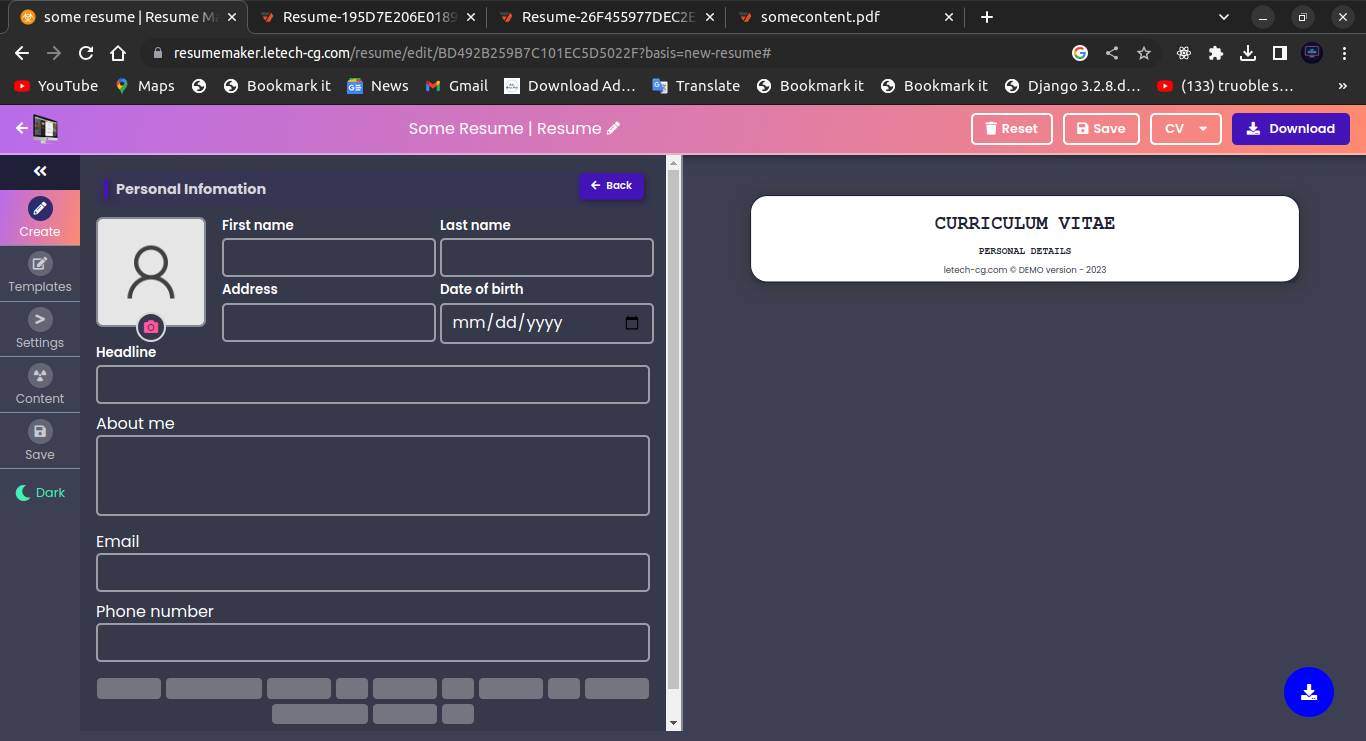 some resume | Resume Ma
Resume-195D7E206E0189
Resume-26F455977DEC2E
somecontent.pdf
resumemaker.letech-cg.com/resume/edit/BD492B259B7C101EC5D5022F?basis=new-resume#
YouTube Maps Bookmark it News Gmail Download Ad... Translate Bookmark it Bookmark it Django 3.2.8.d... (133) truoble s... »
Some Resume | Resume
Reset Save CV Download
Create
Templates
Settings
Content
Save
Dark
Personal Infomation
Back
First name Last name
Address Date of birth
mm/dd/yyyy
Headline
About me
Email
Phone number
CURRICULUM VITAE
PERSONAL DETAILS
letech-cg.com © DEMO version - 2023